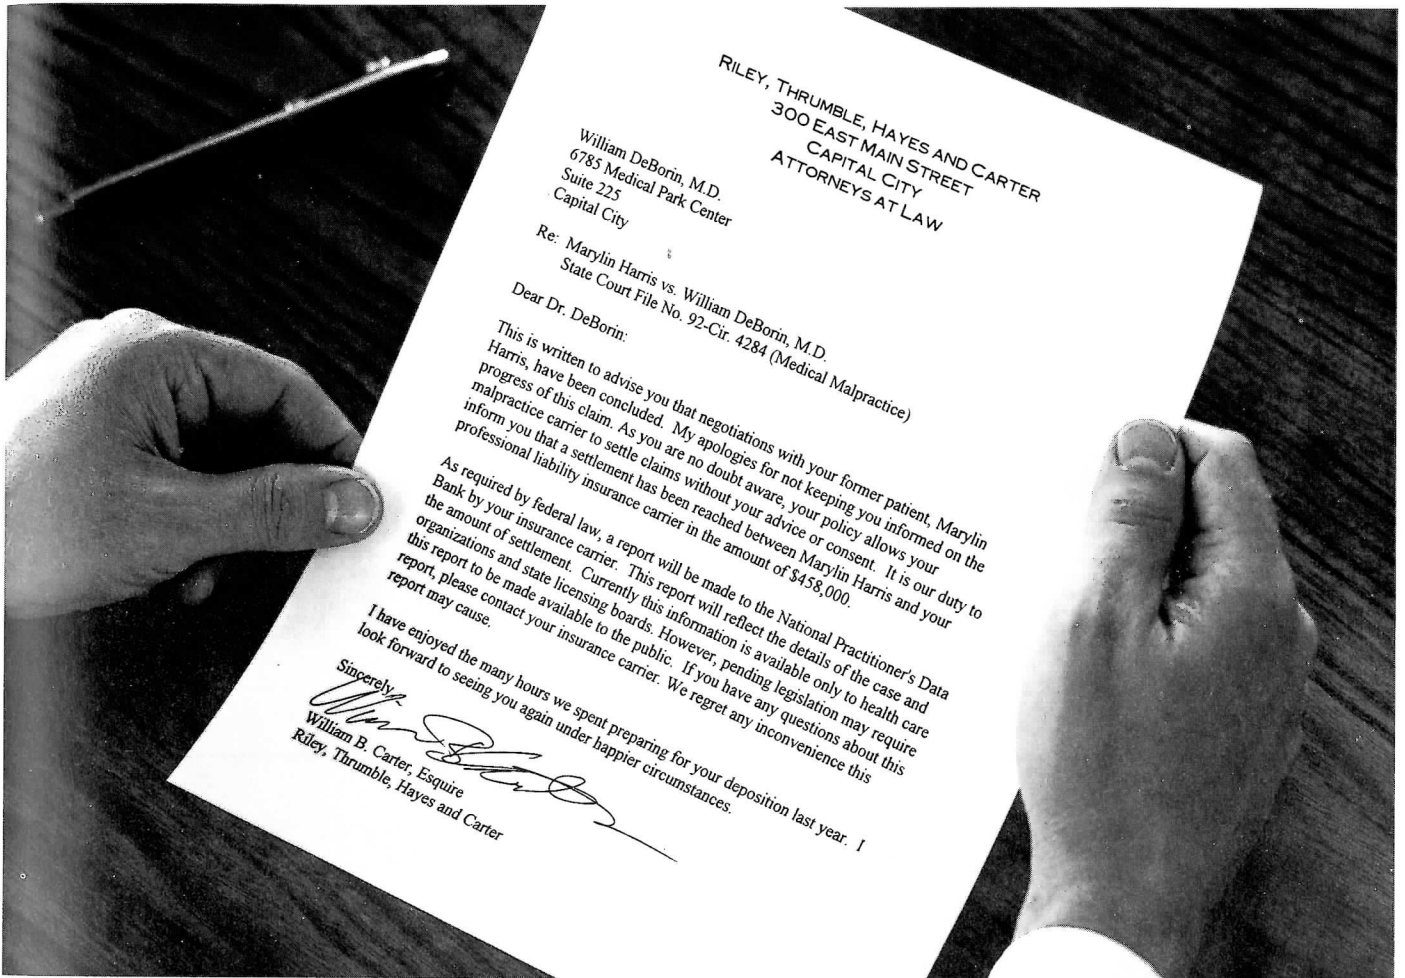 RILEY, THRUMBLE, HAYES AND CARTER
300 EAST MAIN STREET
CAPITAL CITY
ATTORNEYS AT LAW
William DeBorin, M.D.
6785 Medical Park Center
Suite 225
Capital City
Re: Marylin Harris vs. William DeBorin, M.D.
State Court File No. 92-Cir. 4284 (Medical Malpractice)
Dear Dr. DeBorin:
This is written to advise you that negotiations with your former patient, Marylin
Harris, have been concluded. My apologies for not keeping you informed on the
progress of this claim. As you are no doubt aware, your policy allows your
malpractice carrier to settle claims without your advice or consent. It is our duty to
inform you that a settlement has been reached between Marylin Harris and your
professional liability insurance carrier in the amount of $458,000.
As required by federal law, a report will be made to the National Practitioner's Data
Bank by your insurance carrier. This report will reflect the details of the case and
the amount of settlement. Currently this information is available only to health care
organizations and state licensing boards. However, pending legislation may require
this report to be made available to the public. If you have any questions about this
report, please contact your insurance carrier. We regret any inconvenience this
report may cause.
I have enjoyed the many hours we spent preparing for your deposition last year. I
look forward to seeing you again under happier circumstances.
Sincerely,
William B. Carter, Esquire
Riley, Thrumble, Hayes and Carter